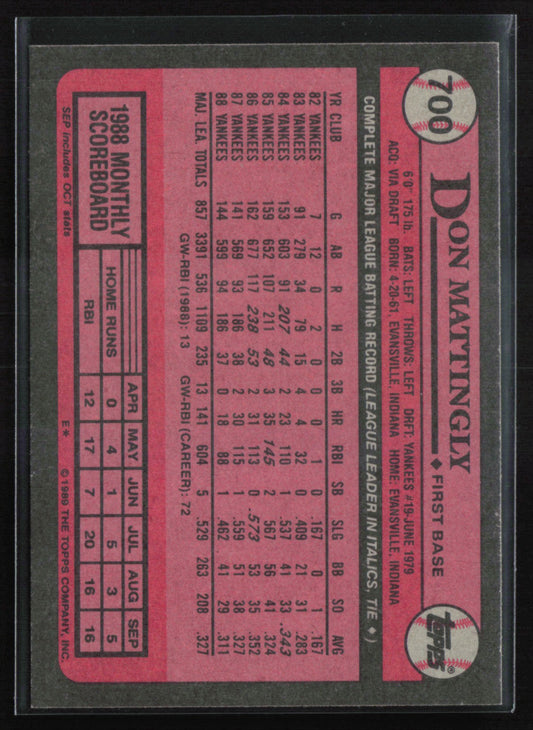 700
DON MATTINGLY ◆ FIRST BASE
TOPPS®
6'0" 175 lb. BATS: LEFT THROWS: LEFT DRFT: YANKEES #19-JUNE 1979
ACQ: VIA DRAFT BORN: 4-20-61, EVANSVILLE, INDIANA HOME: EVANSVILLE, INDIANA
COMPLETE MAJOR LEAGUE BATTING RECORD (LEAGUE LEADER IN ITALICS, TIE ◆)
YR CLUB G AB R H 2B 3B HR RBI SB SLG BB SO AVG
82 YANKEES 7 12 0 2 0 0 0 1 0 .167 0 1 .167
83 YANKEES 91 279 34 79 15 4 4 32 0 .409 21 31 .283
84 YANKEES 153 603 91 207 44 2 23 110 1 .537 41 33 .343
85 YANKEES 159 652 107 211 48 3 35 145 2 .567 56 41 .324
86 YANKEES 162 677 117 238 53 2 31 113 0 .573 53 35 .352
87 YANKEES 141 569 93 186 38 2 30 115 1 .559 51 38 .327
88 YANKEES 144 599 94 186 37 0 18 88 1 .462 41 29 .311
MAJ LEA. TOTALS 857 3391 536 1109 235 13 141 604 5 .529 263 208 .327
GW-RBI (1988): 13 GW-RBI (CAREER): 72
1988 MONTHLY
SCOREBOARD
APR MAY JUN JUL AUG SEP
HOME RUNS 0 4 1 5 3 5
RBI 12 17 7 20 16 16
SEP includes OCT stats
E* © 1989 THE TOPPS COMPANY, INC.